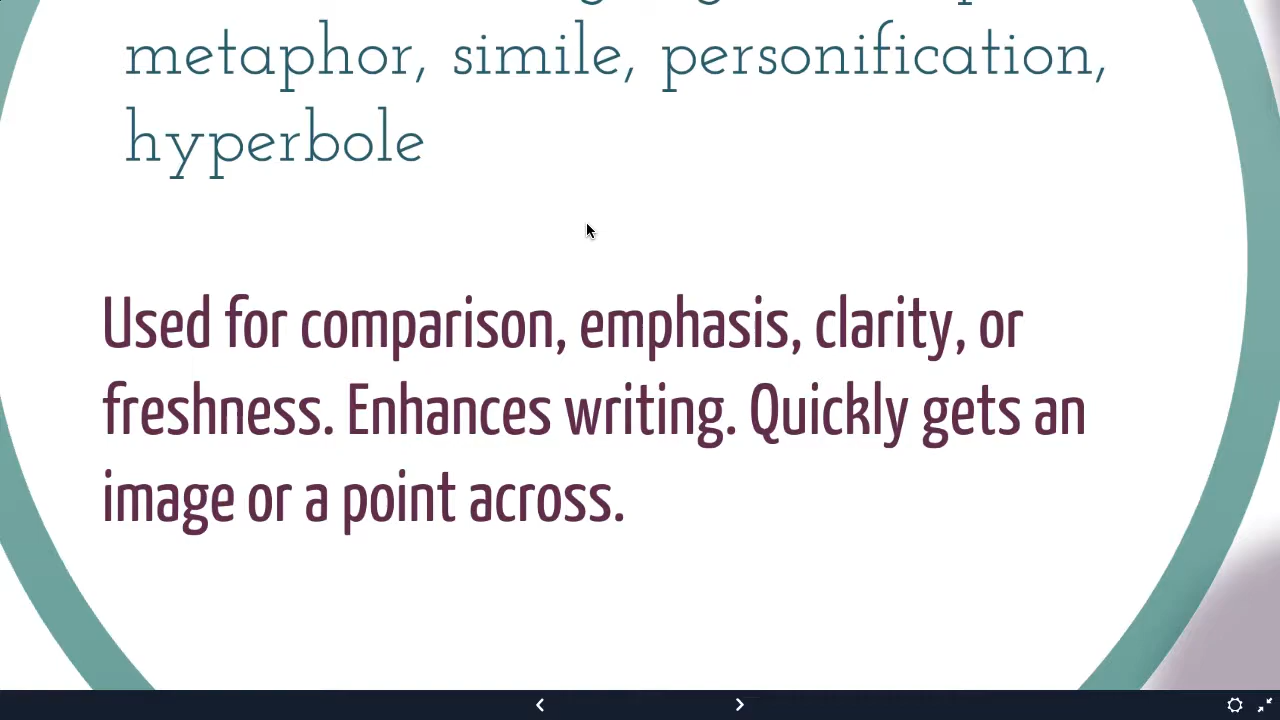 metaphor, simile, personification,
hyperbole
Used for comparison, emphasis, clarity, or
freshness. Enhances writing. Quickly gets an
image or a point across.